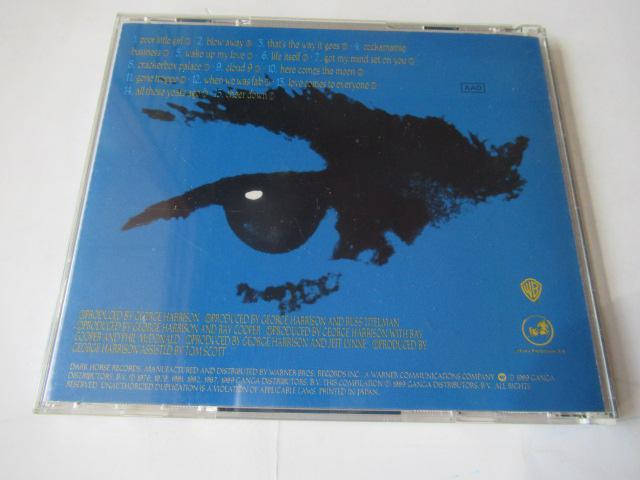 1. poor little girl 2. blow away 3. that's the way it goes 4. cockamamie
business 5. wake up my love 6. life itself 7. got my mind set on you
8. crackerbox palace 9. cloud 9 10. here comes the moon
11. gone troppo 12. when we was fab 13. love comes to everyone
14. all those years ago 15. cheer down
AAD
PRODUCED BY GEORGE HARRISON PRODUCED BY GEORGE HARRISON AND RUSS TITELMAN
PRODUCED BY GEORGE HARRISON AND RAY COOPER PRODUCED BY GEORGE HARRISON WITH RAY
COOPER AND PHIL McDONALD PRODUCED BY GEORGE HARRISON AND JEFF LYNNE PRODUCED BY
GEORGE HARRISON ASSISTED BY TOM SCOTT
WB
DARK HORSE RECORDS. MANUFACTURED AND DISTRIBUTED BY WARNER BROS. RECORDS INC., A WARNER COMMUNICATIONS COMPANY ℗ 1989 GANGA
DISTRIBUTORS, B.V. ℗ 1976, 1979, 1981, 1982, 1987, 1989 GANGA DISTRIBUTORS, B.V. THIS COMPILATION © 1989 GANGA DISTRIBUTORS, B.V. ALL RIGHTS
RESERVED. UNAUTHORIZED DUPLICATION IS A VIOLATION OF APPLICABLE LAWS. PRINTED IN JAPAN.